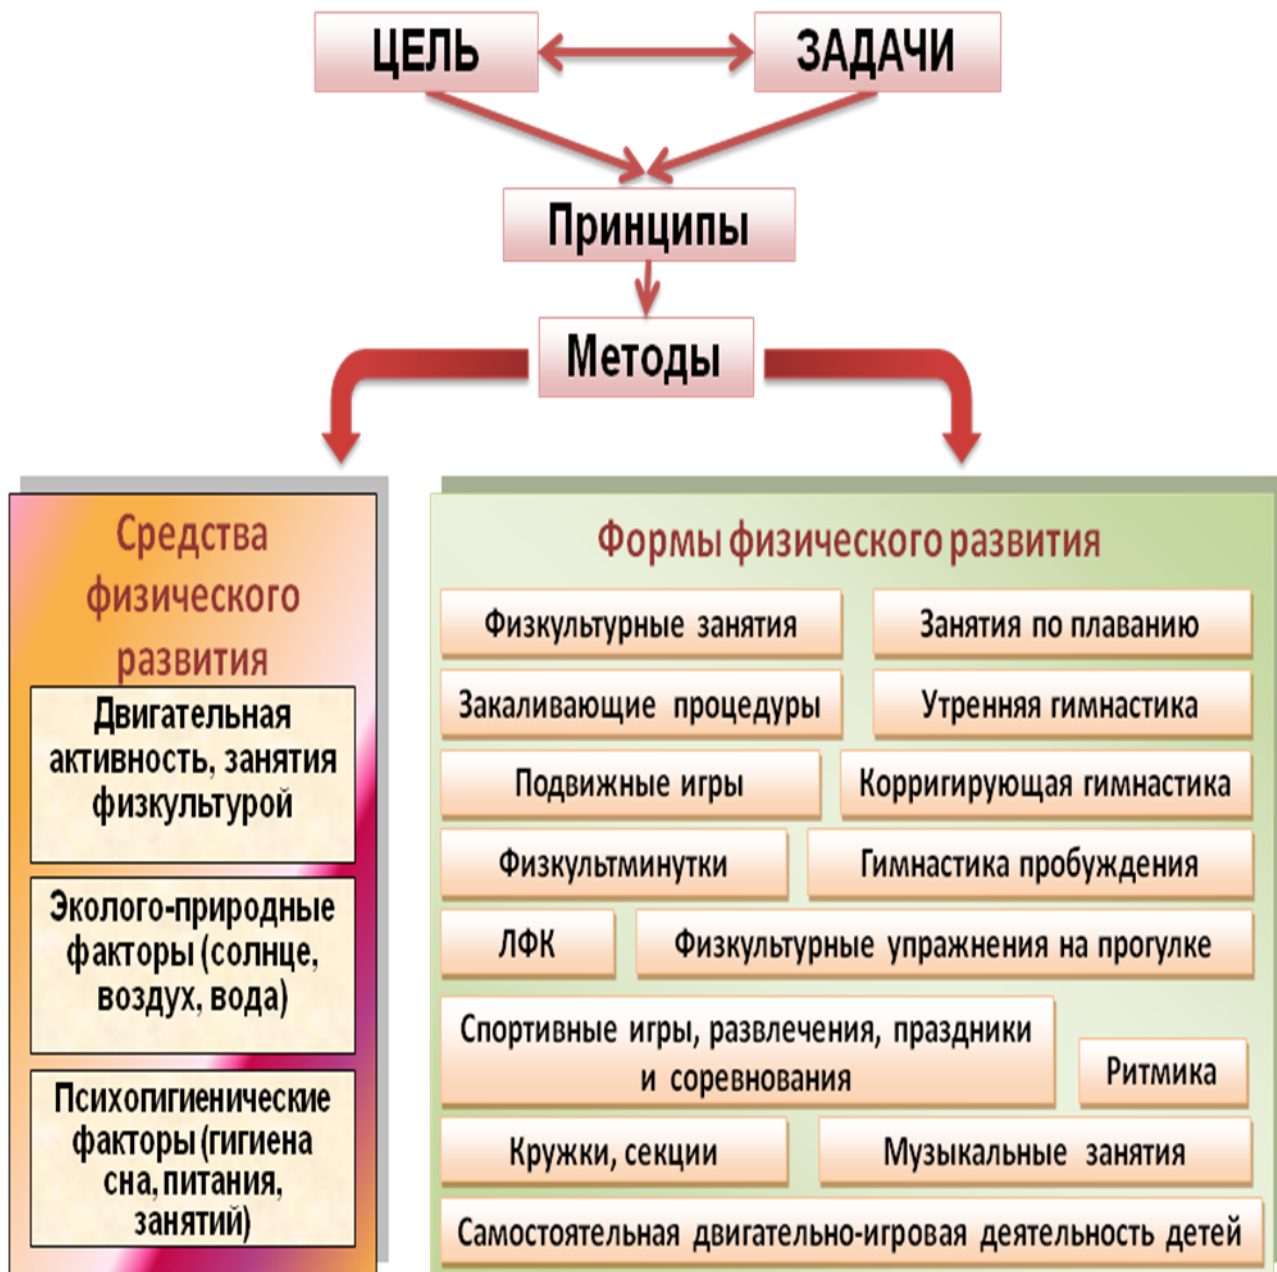 ЦЕЛЬ
ЗАДАЧИ
Принципы
Методы
Средства
физического
развития
Двигательная
активность, занятия
физкультурой
Эколого-природные
факторы (солнце,
воздух, вода)
Психогигиенические
факторы (гигиена
сна, питания,
занятий)
Формы физического развития
Физкультурные занятия
Занятия по плаванию
Закаливающие процедуры
Утренняя гимнастика
Подвижные игры
Корригирующая гимнастика
Физкультминутки
Гимнастика пробуждения
ЛФК
Физкультурные упражнения на прогулке
Спортивные игры, развлечения, праздники
и соревнования
Ритмика
Кружки, секции
Музыкальные занятия
Самостоятельная двигательно-игровая деятельность детей